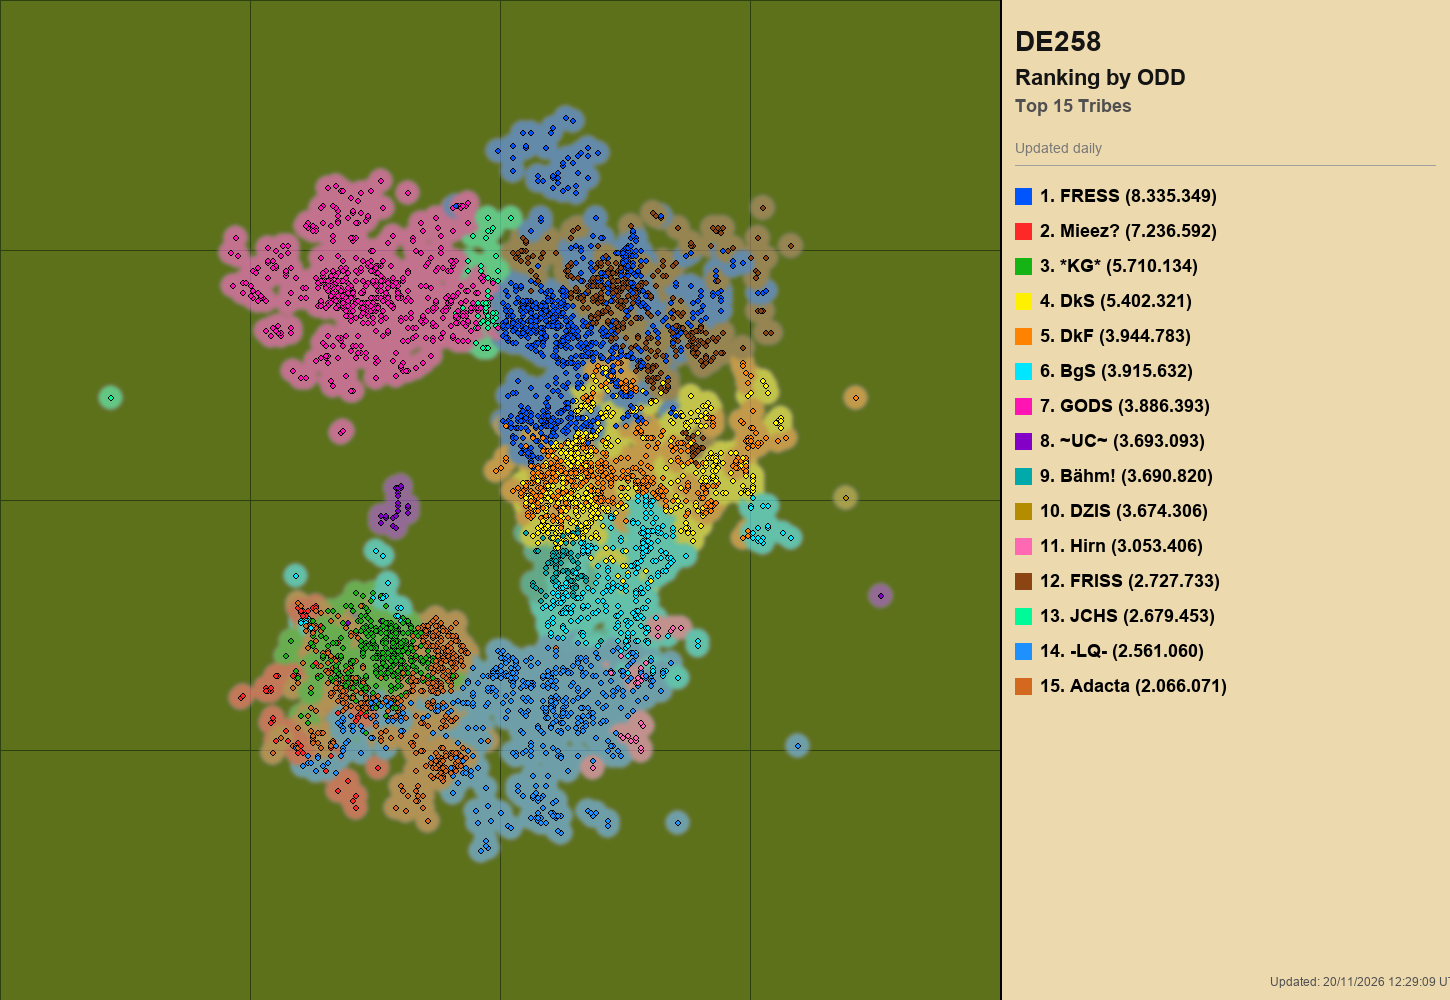 DE258
Ranking by ODD
Top 15 Tribes
Updated daily
1. FRESS (8.335.349)
2. Mieez? (7.236.592)
3. *KG* (5.710.134)
4. DkS (5.402.321)
5. DkF (3.944.783)
6. BgS (3.915.632)
7. GODS (3.886.393)
8. ~UC~ (3.693.093)
9. Bähm! (3.690.820)
10. DZIS (3.674.306)
11. Hirn (3.053.406)
12. FRISS (2.727.733)
13. JCHS (2.679.453)
14. -LQ- (2.561.060)
15. Adacta (2.066.071)
Updated: 20/11/2026 12:29:09